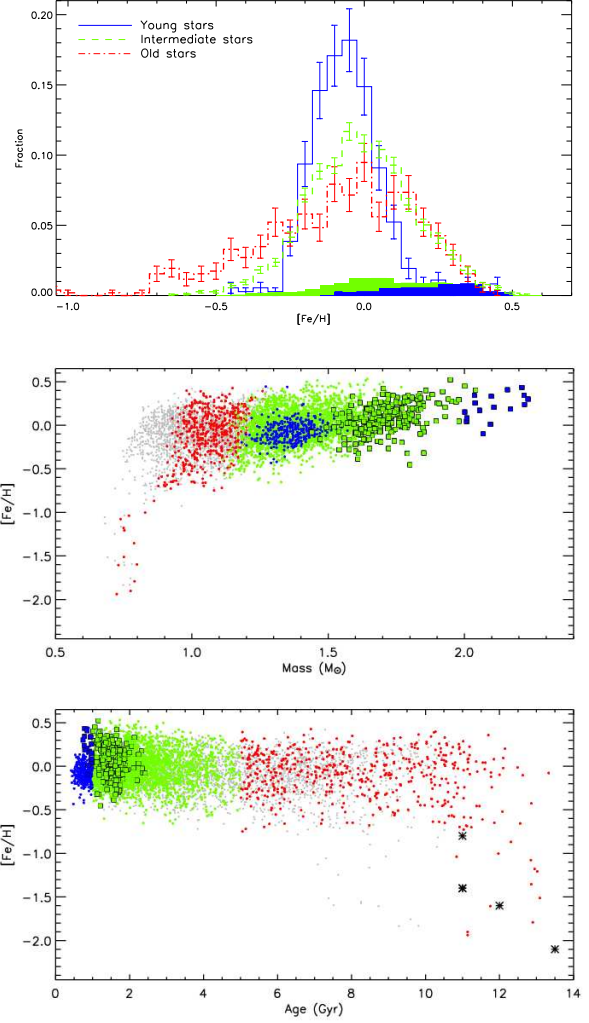 0.20
Young stars
Intermediate stars
Old stars
0.15
0.10
0.05
0.00
Fraction
-1.0 -0.5 0.0 0.5
[Fe/H]
0.5
0.0
-0.5
-1.0
-1.5
-2.0
[Fe/H]
0.5 1.0 1.5 2.0
Mass (M☉)
0.5
0.0
-0.5
-1.0
-1.5
-2.0
[Fe/H]
0 2 4 6 8 10 12 14
Age (Gyr)